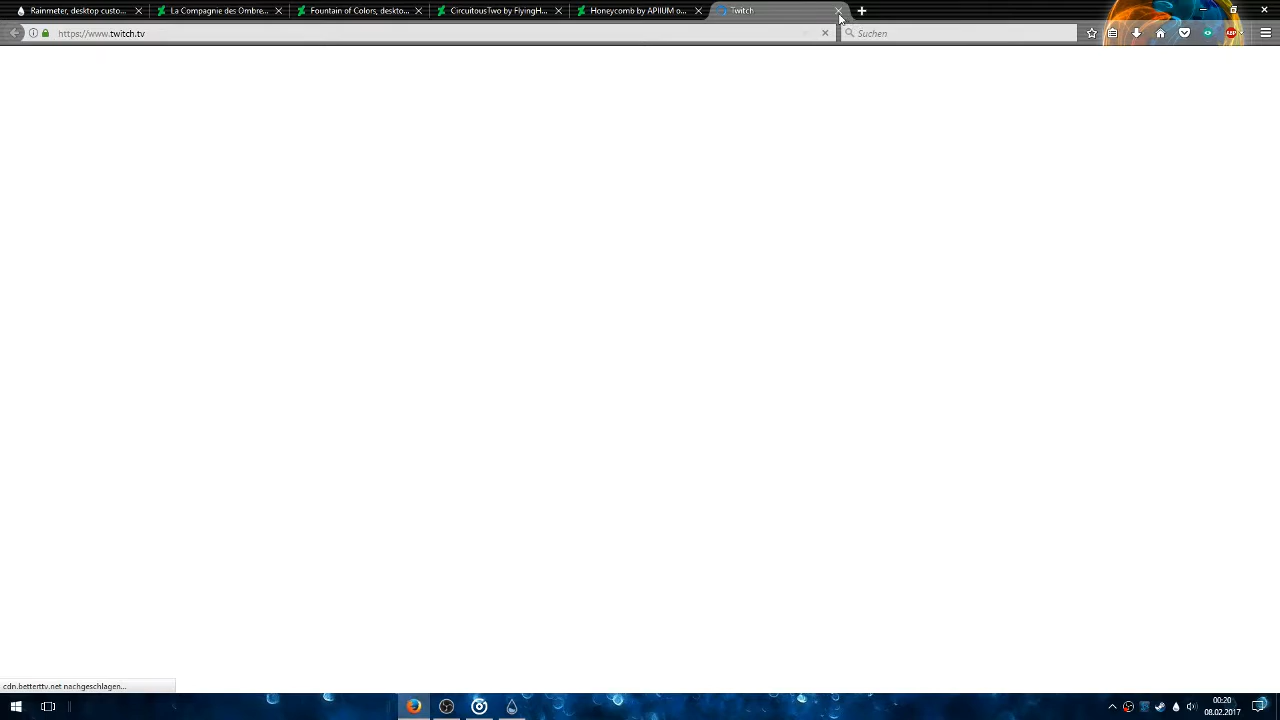 Rainmeter, desktop custo...
La Compagnie des Ombre...
Fountain of Colors, deskto...
CircuitousTwo by FlyingH...
Honeycomb by APIIUM o...
Twitch
https://www.twitch.tv
Suchen
ABP
cdn.betterttv.net nachgeschlagen...
00:20
08.02.2017